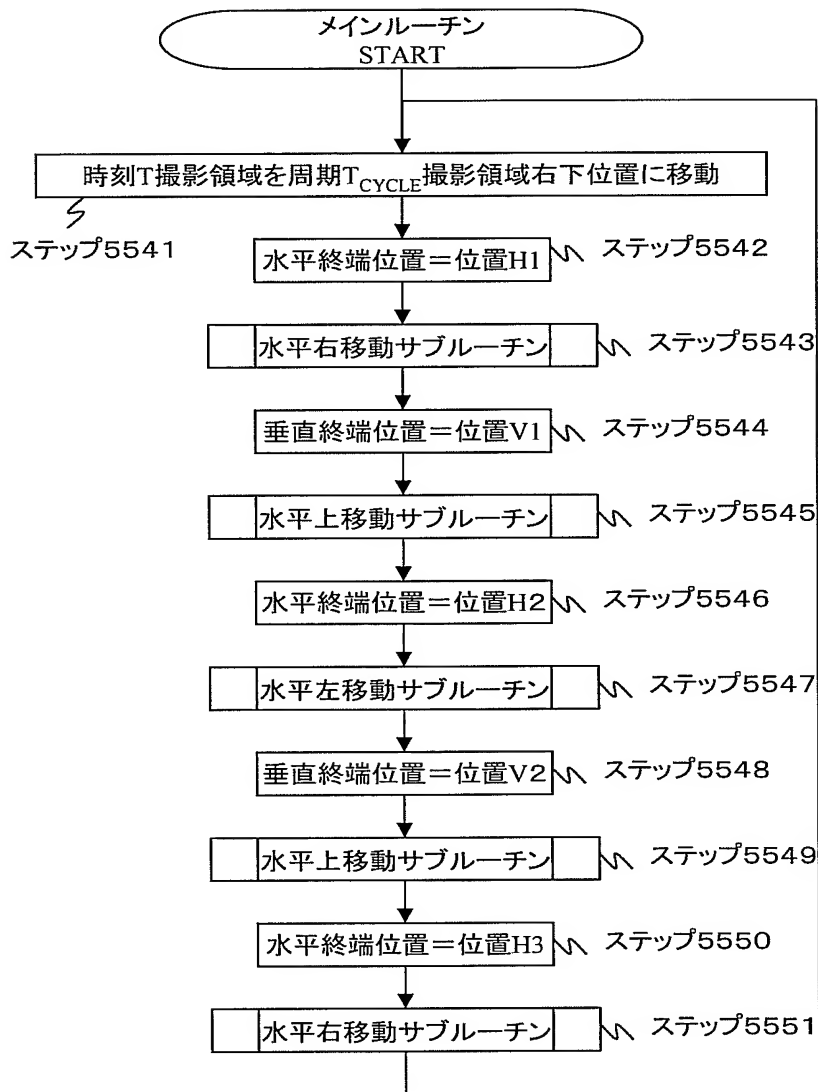 メインルーチン
START
時刻T撮影領域を周期TCYCLE撮影領域右下位置に移動
ステップ5541
水平終端位置＝位置H1
ステップ5542
水平右移動サブルーチン
ステップ5543
垂直終端位置＝位置V1
ステップ5544
水平上移動サブルーチン
ステップ5545
水平終端位置＝位置H2
ステップ5546
水平左移動サブルーチン
ステップ5547
垂直終端位置＝位置V2
ステップ5548
水平上移動サブルーチン
ステップ5549
水平終端位置＝位置H3
ステップ5550
水平右移動サブルーチン
ステップ5551